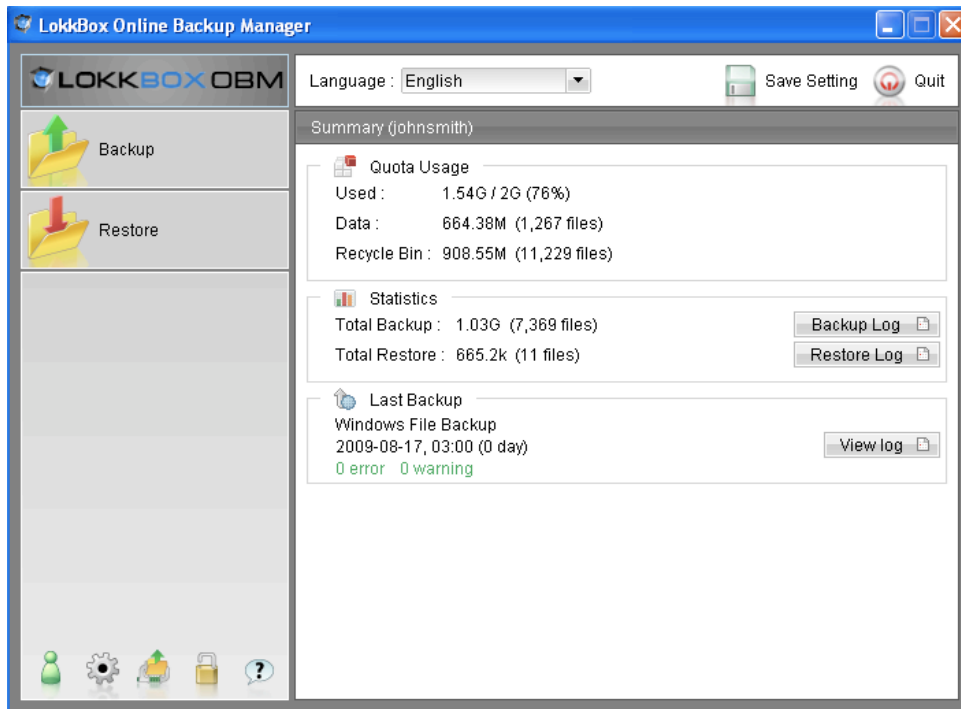 LokkBox Online Backup Manager
LOKKBOX OBM
Language : English
Save Setting
Quit
Backup
Restore
Summary (johnsmith)
Quota Usage
Used : 1.54G / 2G (76%)
Data : 664.38M (1,267 files)
Recycle Bin : 908.55M (11,229 files)
Statistics
Total Backup : 1.03G (7,369 files)
Backup Log
Total Restore : 665.2k (11 files)
Restore Log
Last Backup
Windows File Backup
2009-08-17, 03:00 (0 day)
View log
0 error 0 warning
?